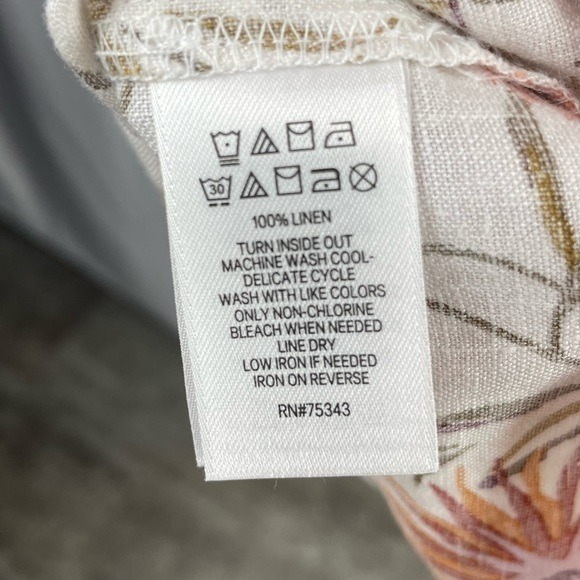 30
100% LINEN
TURN INSIDE OUT
MACHINE WASH COOL-
DELICATE CYCLE
WASH WITH LIKE COLORS
ONLY NON-CHLORINE
BLEACH WHEN NEEDED
LINE DRY
LOW IRON IF NEEDED
IRON ON REVERSE
RN#75343